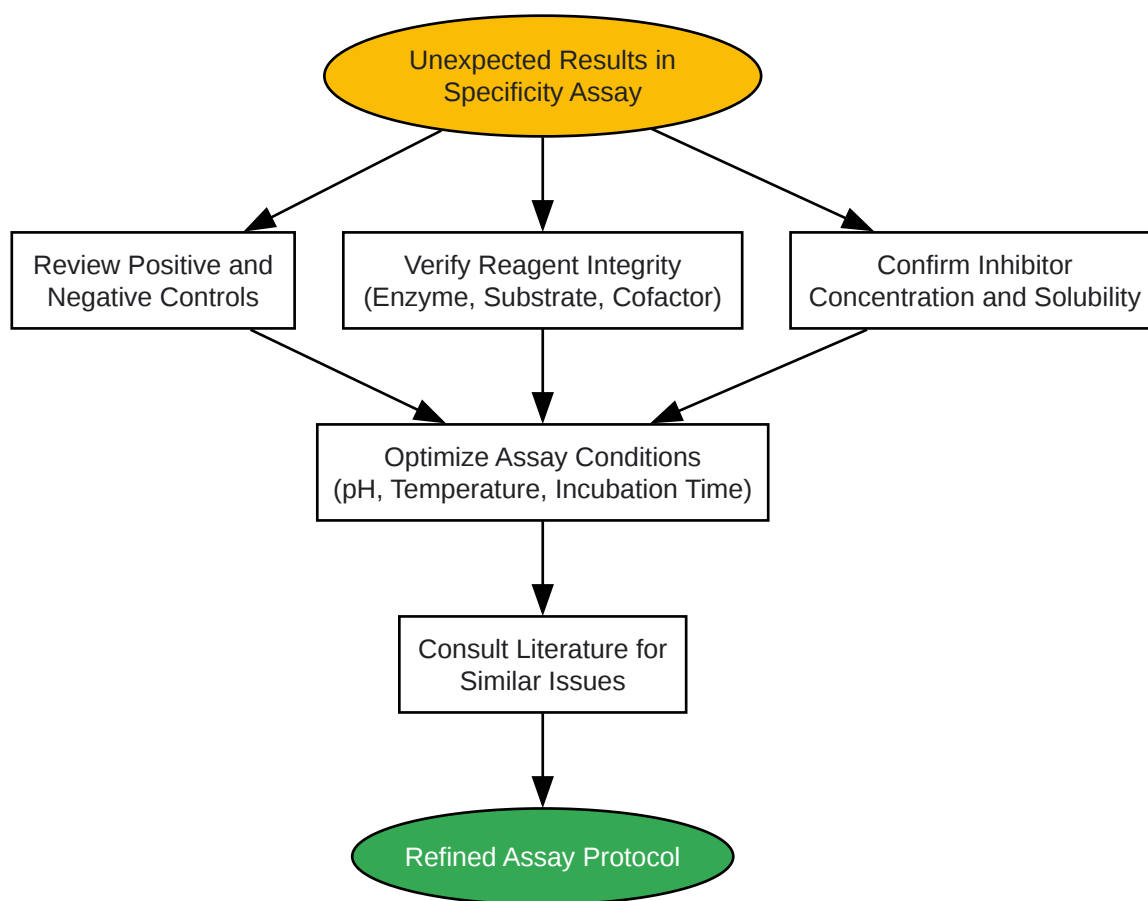 Unexpected Results in
Specificity Assay
Review Positive and
Negative Controls
Verify Reagent Integrity
(Enzyme, Substrate, Cofactor)
Confirm Inhibitor
Concentration and Solubility
Optimize Assay Conditions
(pH, Temperature, Incubation Time)
Consult Literature for
Similar Issues
Refined Assay Protocol